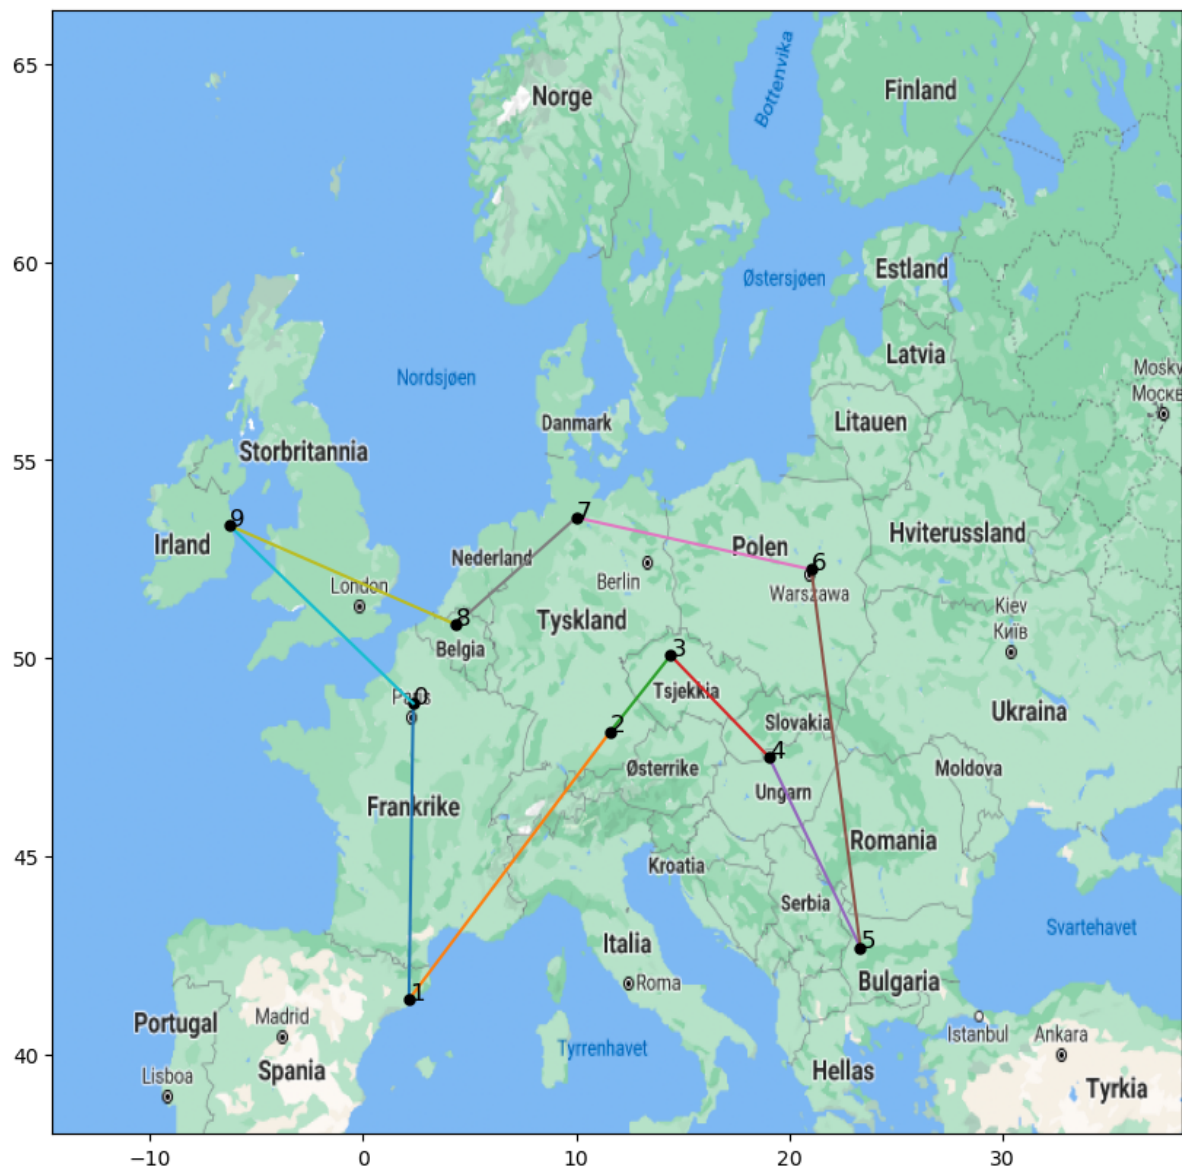 65
60
55
50
45
40
−10
0
10
20
30
Norge
Bottenvika
Finland
Østersjøen
Estland
Nordsjøen
Latvia
Moskv
Москв
Danmark
Litauen
Storbritannia
9
7
Irland
Nederland
Polen
Hviterussland
6
London
Berlin
Warszawa
8
Tyskland
Kiev
Київ
Belgia
3
0
Paris
Tsjekkia
Slovakia
Ukraina
2
4
Østerrike
Moldova
Ungarn
Frankrike
Romania
Kroatia
Serbia
5
Svartehavet
Italia
Bulgaria
Roma
1
Madrid
Portugal
Istanbul
Ankara
Tyrrenhavet
Spania
Hellas
Lisboa
Tyrkia